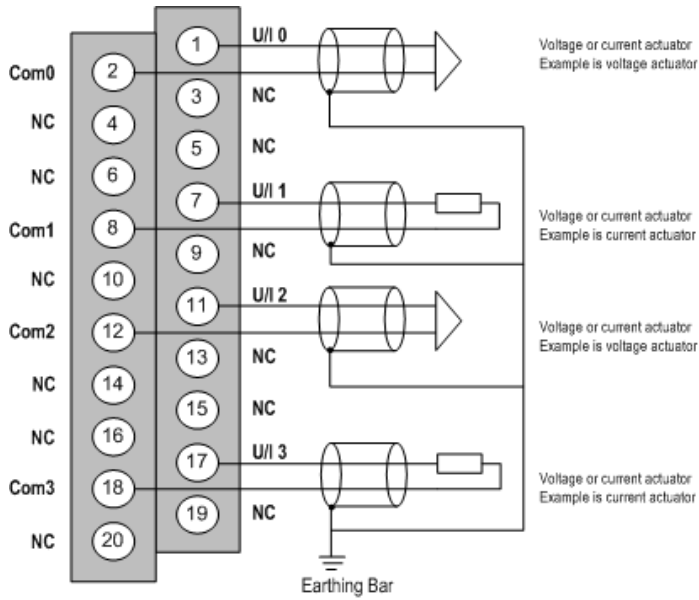 1 U/I 0
Voltage or current actuator
Example is voltage actuator
Com0 2
3 NC
NC 4
5 NC
NC 6
7 U/I 1
Voltage or current actuator
Example is current actuator
Com1 8
9 NC
NC 10
11 U/I 2
Voltage or current actuator
Example is voltage actuator
Com2 12
13 NC
NC 14
15 NC
NC 16
17 U/I 3
Voltage or current actuator
Example is current actuator
Com3 18
19 NC
NC 20
Earthing Bar